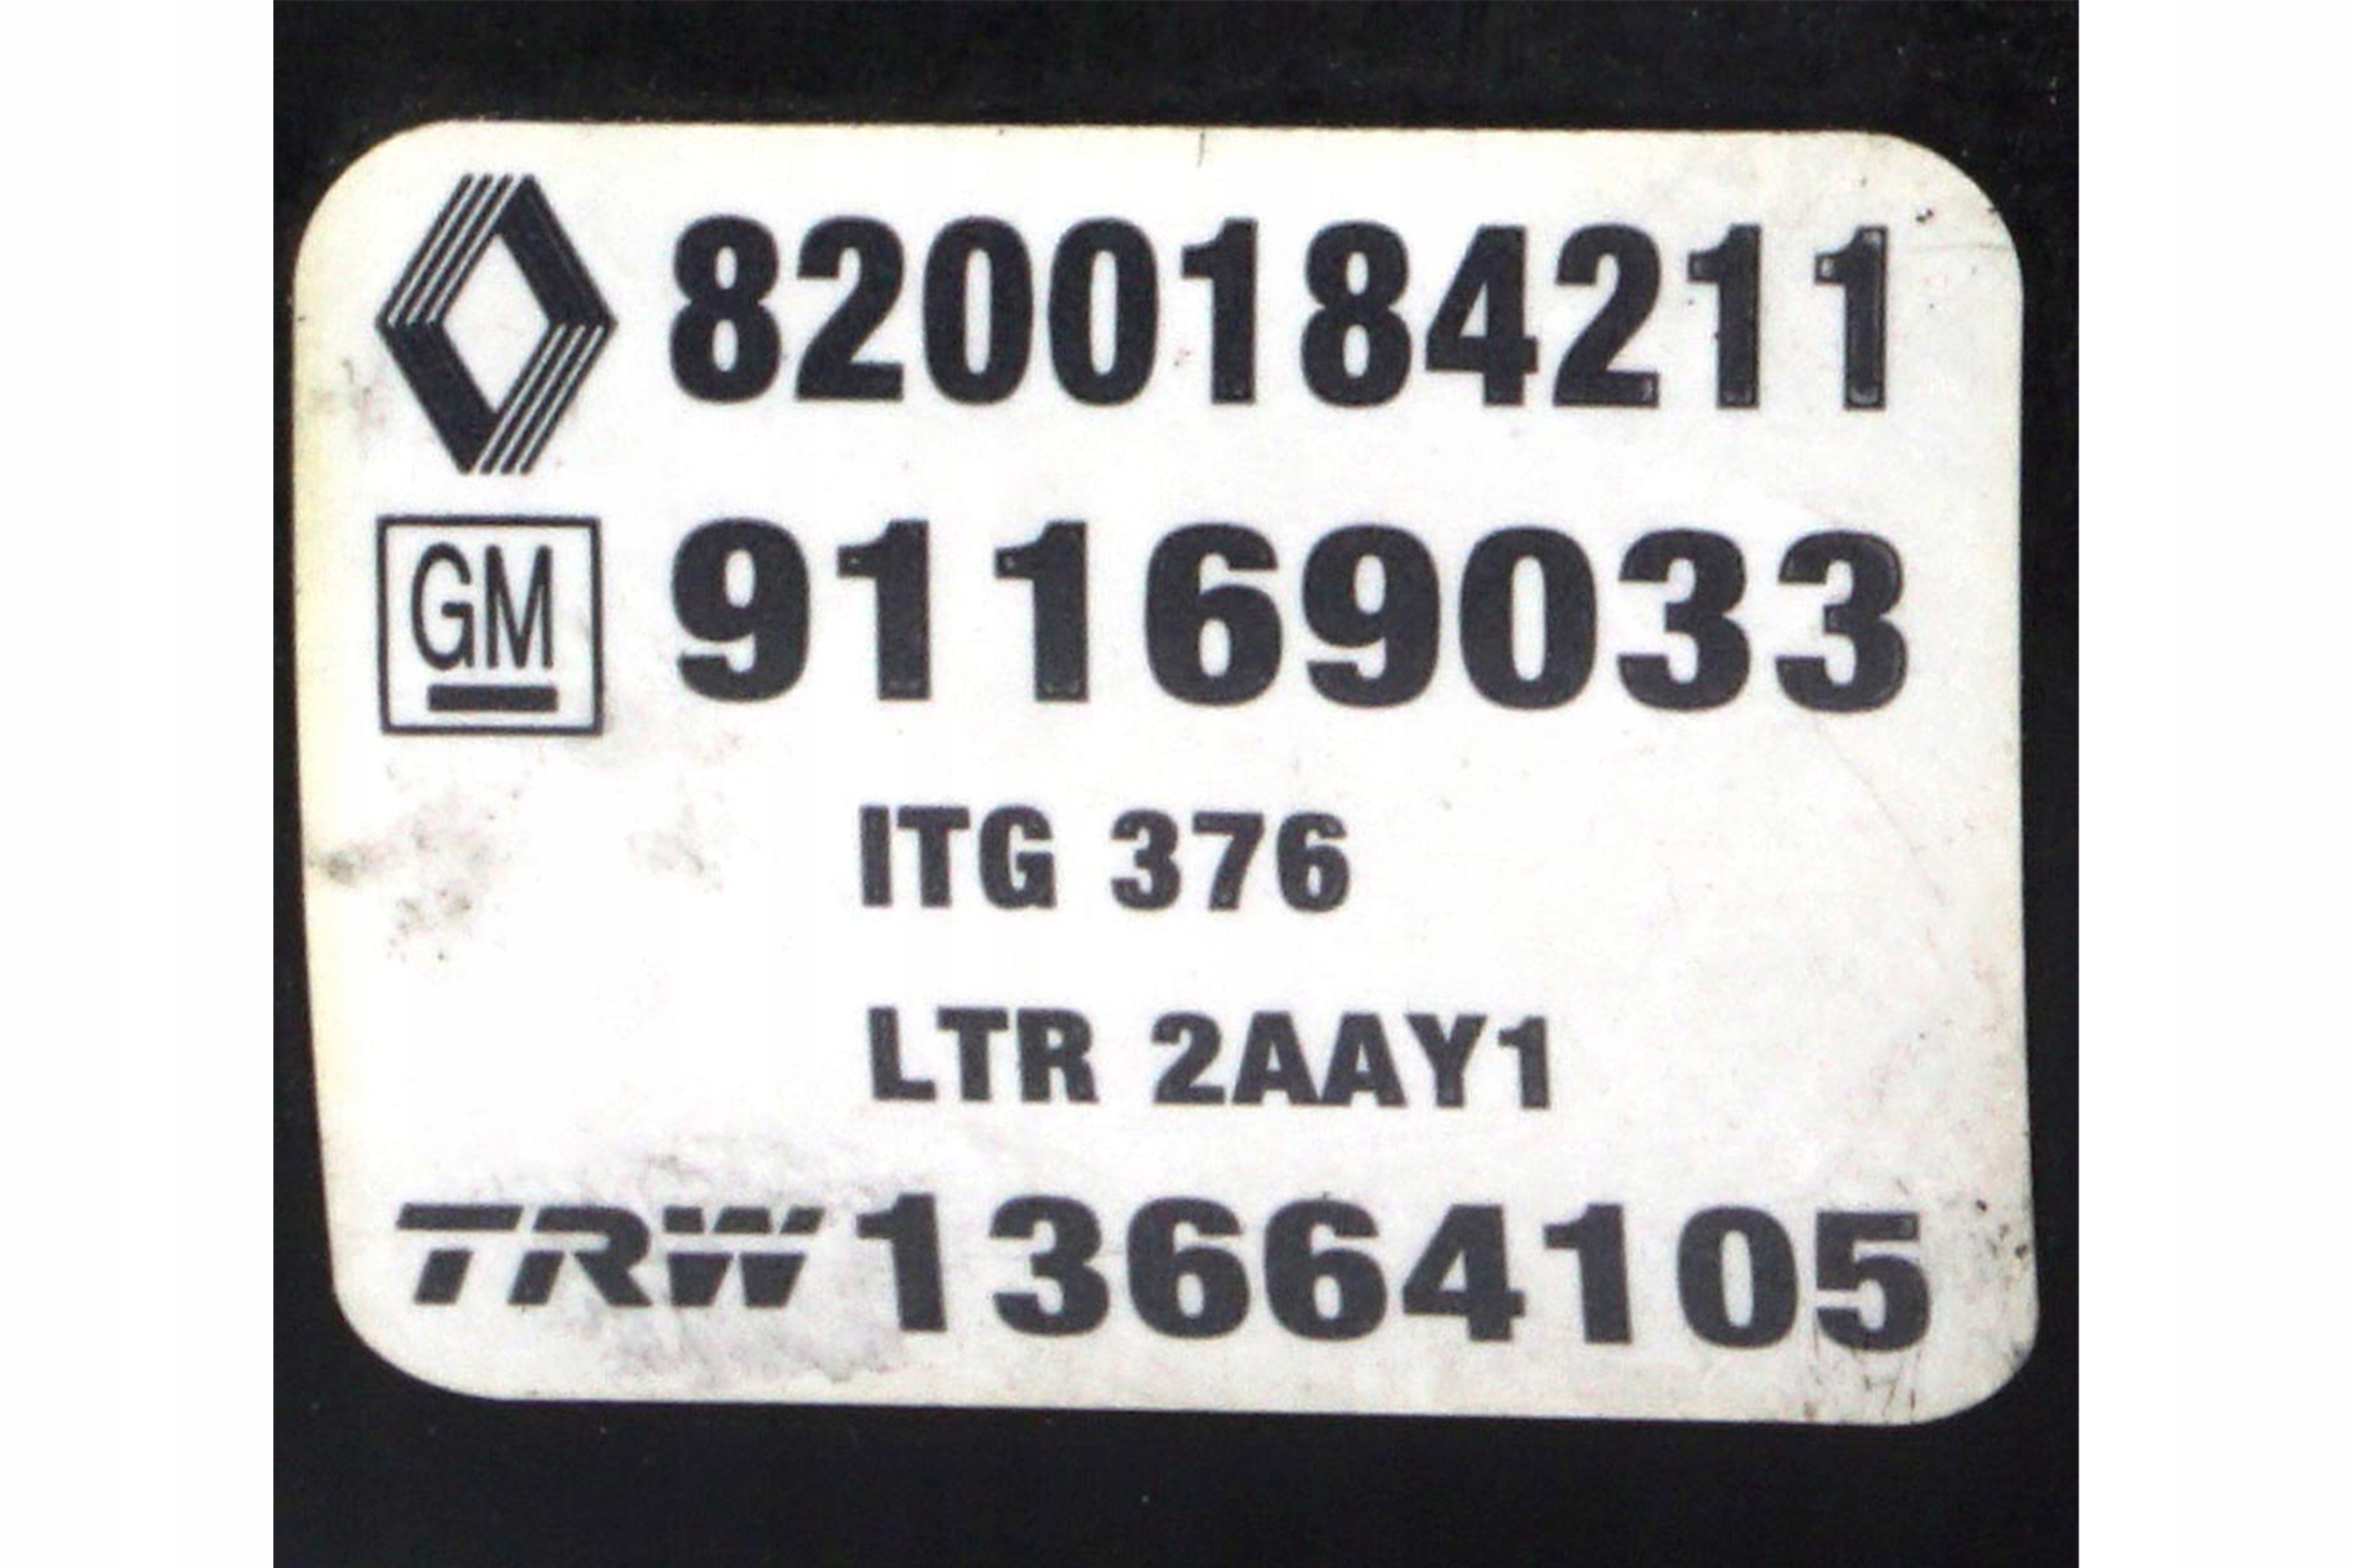 8200184211
GM 91169033
ITG 376
LTR 2AAY1
TRW 13664105